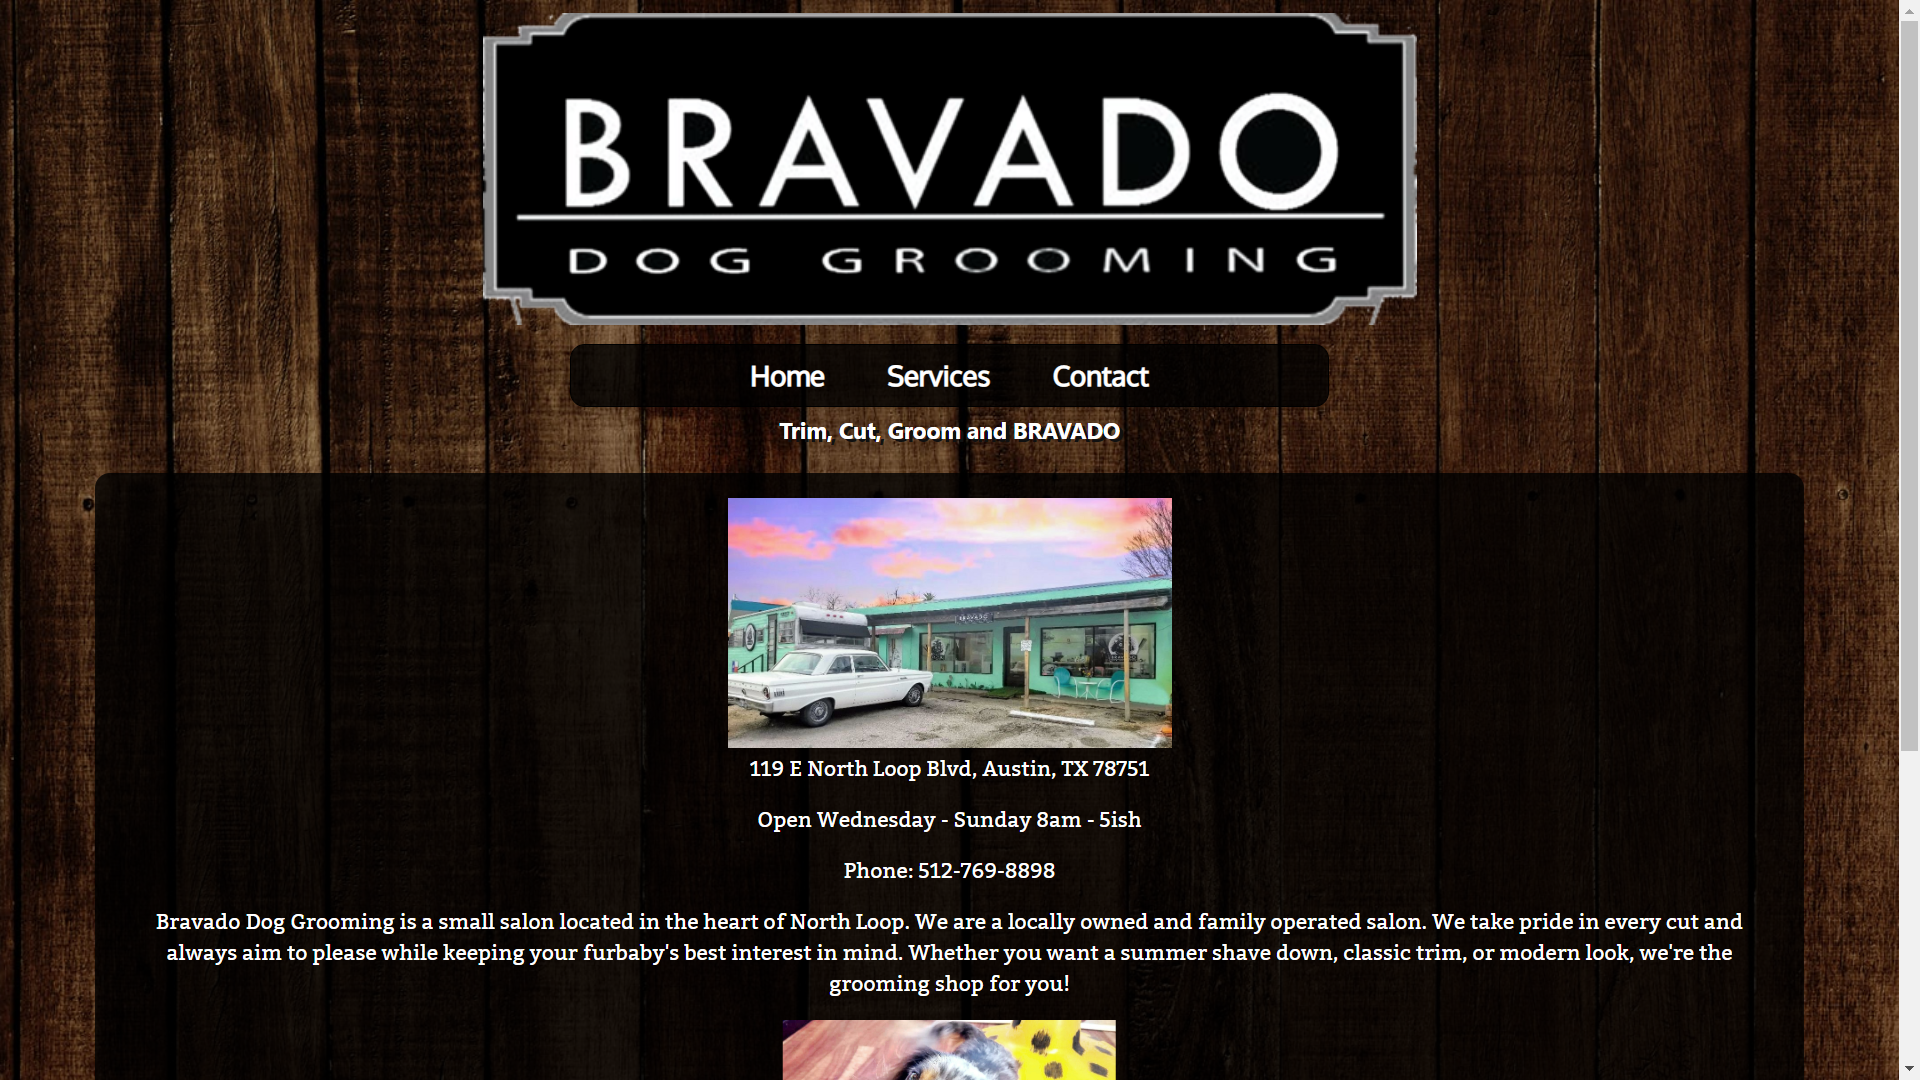 BRAVADO
DOG GROOMING
Home Services Contact
Trim, Cut, Groom and BRAVADO
119 E North Loop Blvd, Austin, TX 78751
Open Wednesday - Sunday 8am - 5ish
Phone: 512-769-8898
Bravado Dog Grooming is a small salon located in the heart of North Loop. We are a locally owned and family operated salon. We take pride in every cut and
always aim to please while keeping your furbaby's best interest in mind. Whether you want a summer shave down, classic trim, or modern look, we're the
grooming shop for you!